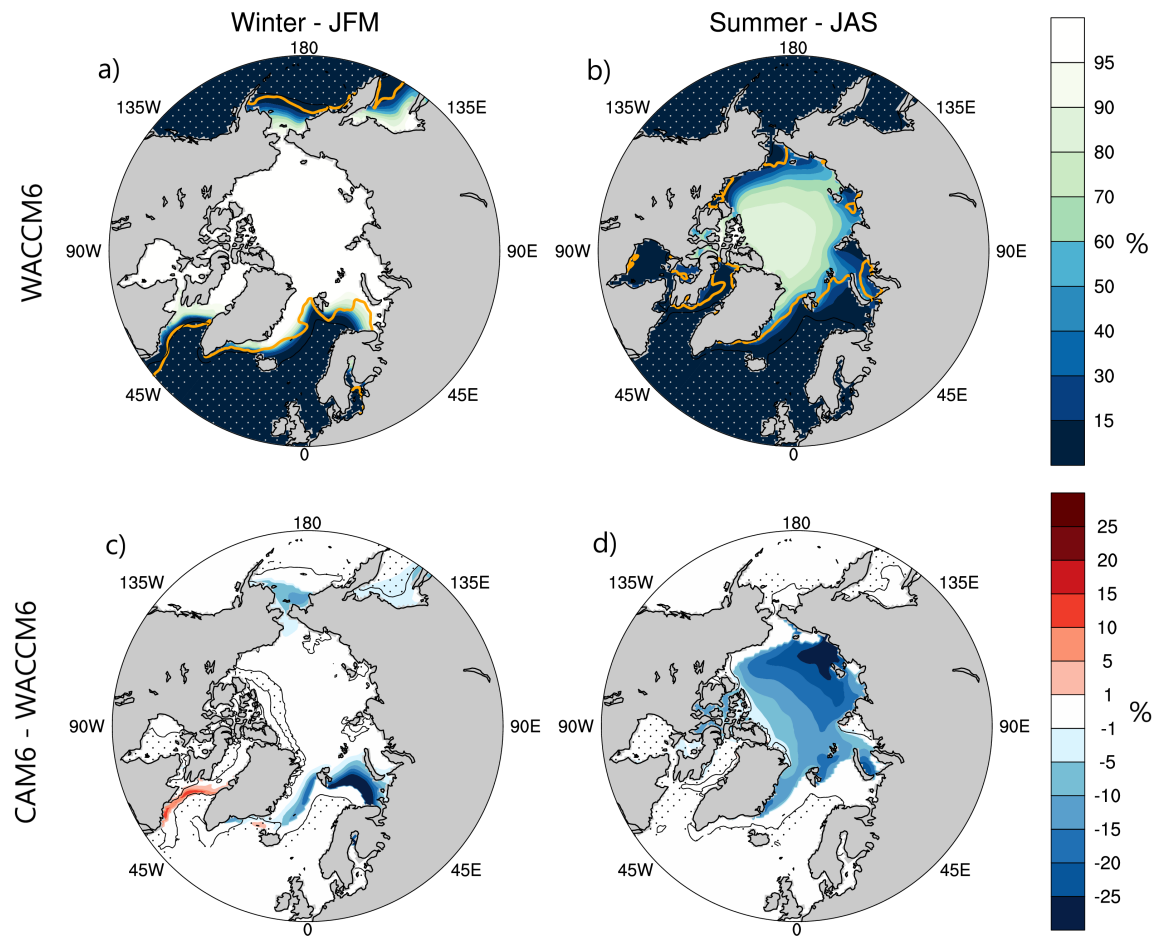 Winter - JFM
Summer - JAS
a)
180
135W
135E
90W
90E
45W
45E
0
WACCM6
b)
180
135W
135E
90W
90E
45W
45E
0
95
90
80
70
60
50
40
30
15
%
c)
180
135W
135E
90W
90E
45W
45E
0
CAM6 - WACCM6
d)
180
135W
135E
90W
90E
45W
45E
0
25
20
15
10
5
1
-1
-5
-10
-15
-20
-25
%